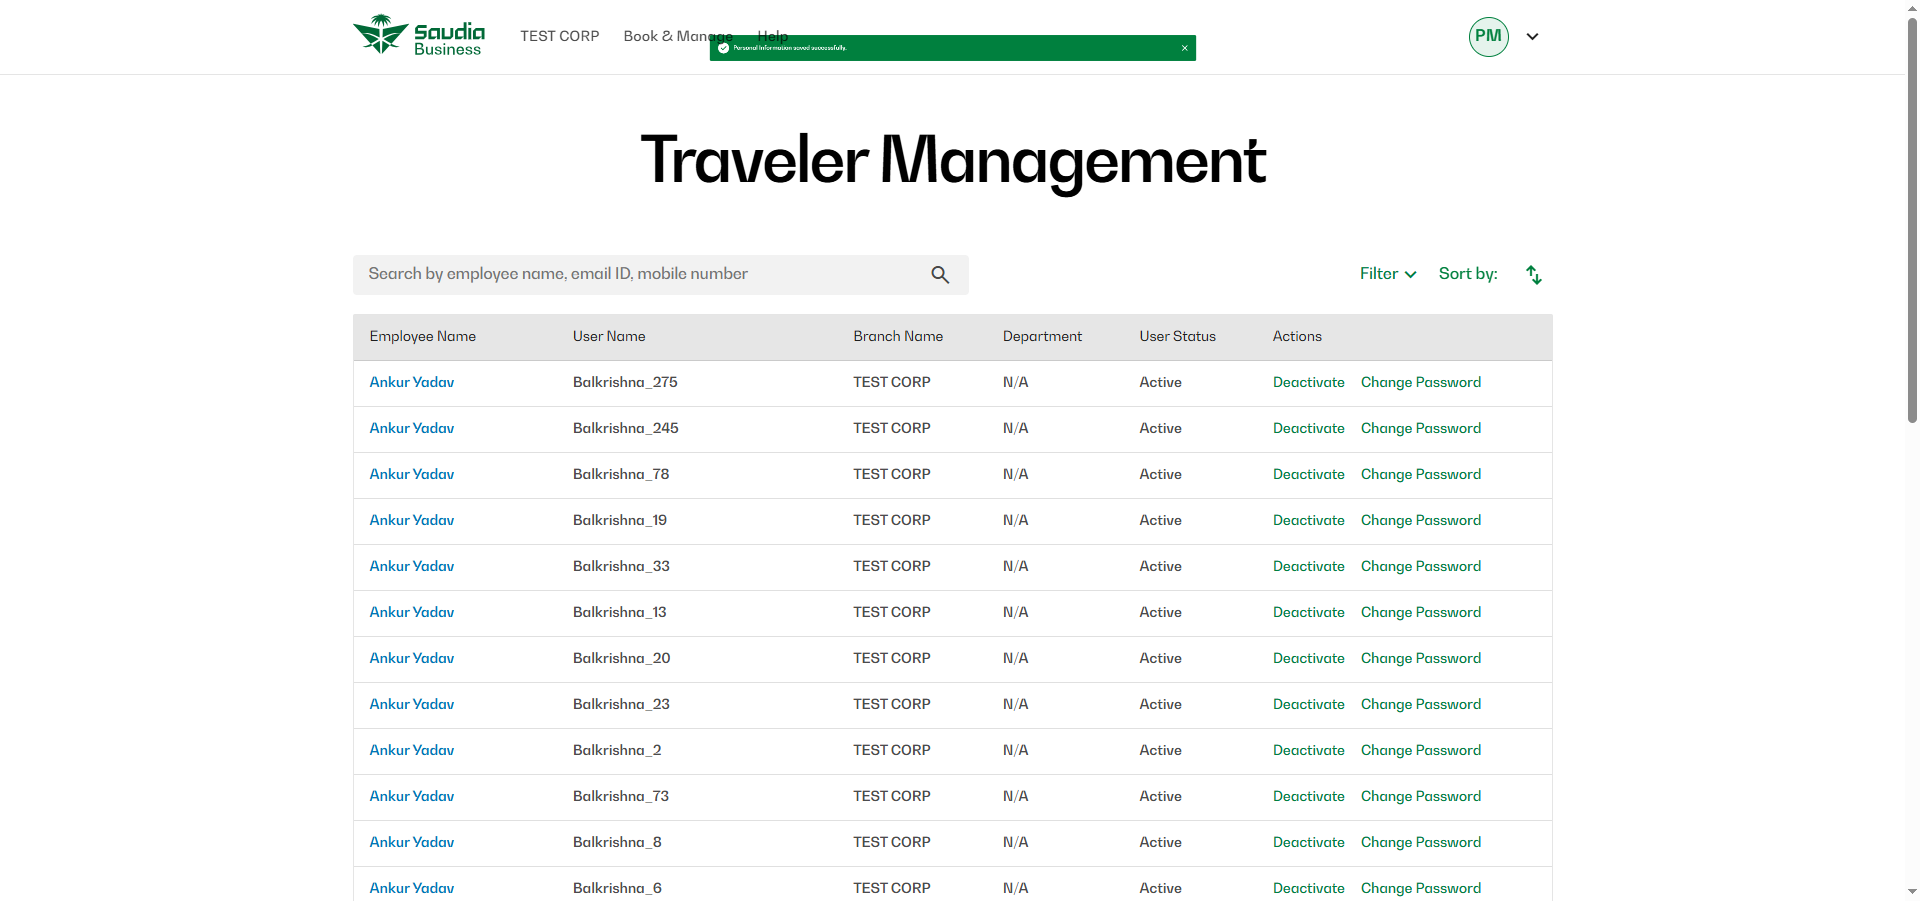 Saudia
Business
TEST CORP Book & Manage Help
Personal Information saved successfully.
PM
Traveler Management
Search by employee name, email ID, mobile number
Filter Sort by:
Employee Name User Name Branch Name Department User Status Actions
Ankur Yadav Balkrishna_275 TEST CORP N/A Active Deactivate Change Password
Ankur Yadav Balkrishna_245 TEST CORP N/A Active Deactivate Change Password
Ankur Yadav Balkrishna_78 TEST CORP N/A Active Deactivate Change Password
Ankur Yadav Balkrishna_19 TEST CORP N/A Active Deactivate Change Password
Ankur Yadav Balkrishna_33 TEST CORP N/A Active Deactivate Change Password
Ankur Yadav Balkrishna_13 TEST CORP N/A Active Deactivate Change Password
Ankur Yadav Balkrishna_20 TEST CORP N/A Active Deactivate Change Password
Ankur Yadav Balkrishna_23 TEST CORP N/A Active Deactivate Change Password
Ankur Yadav Balkrishna_2 TEST CORP N/A Active Deactivate Change Password
Ankur Yadav Balkrishna_73 TEST CORP N/A Active Deactivate Change Password
Ankur Yadav Balkrishna_8 TEST CORP N/A Active Deactivate Change Password
Ankur Yadav Balkrishna_6 TEST CORP N/A Active Deactivate Change Password